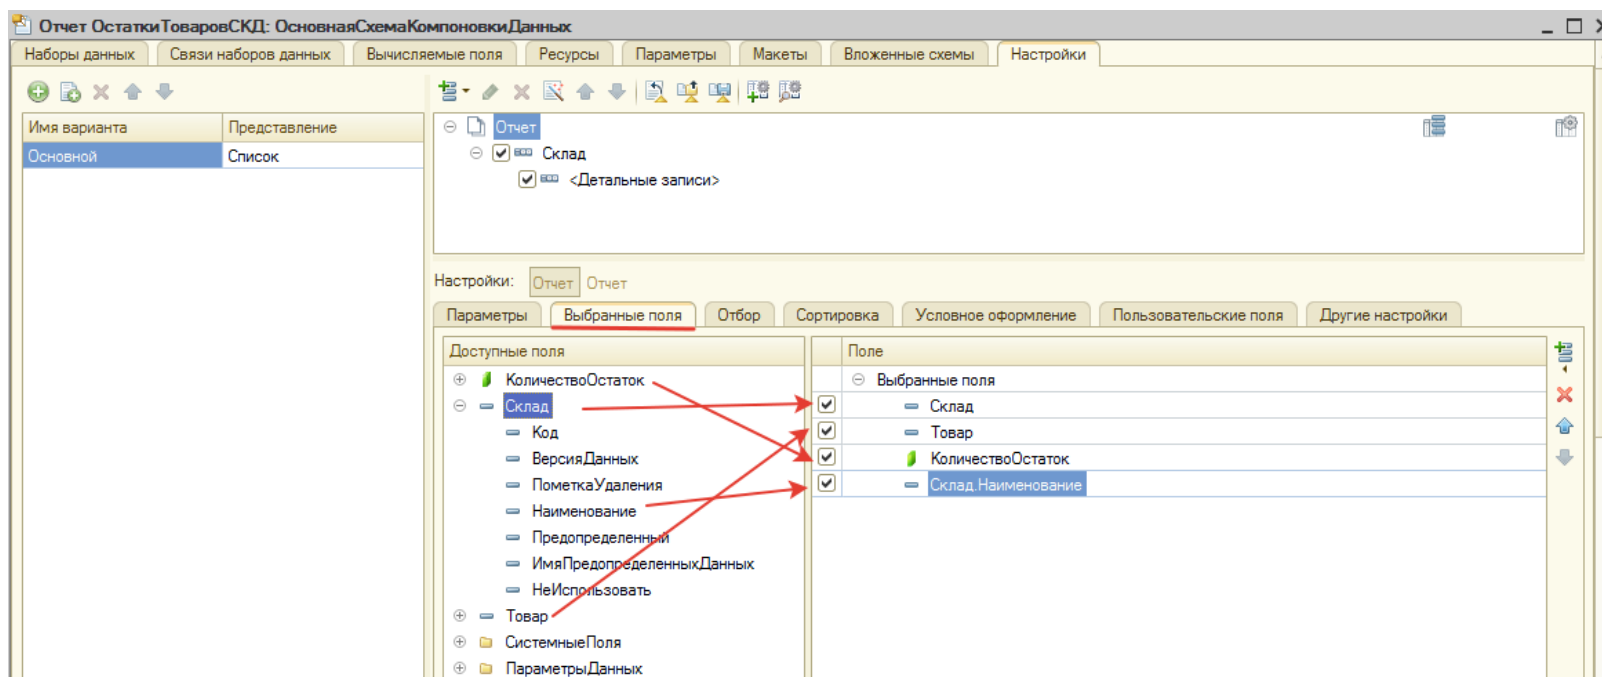 Отчет ОстаткиТоваровСКД: ОсновнаяСхемаКомпоновкиДанных
Наборы данных Связи наборов данных Вычисляемые поля Ресурсы Параметры Макеты Вложенные схемы Настройки
Имя варианта Представление
Основной Список
Отчет
Склад
<Детальные записи>
Настройки: Отчет Отчет
Параметры Выбранные поля Отбор Сортировка Условное оформление Пользовательские поля Другие настройки
Доступные поля Поле
КоличествоОстаток Выбранные поля
Склад Склад
Код Товар
ВерсияДанных КоличествоОстаток
ПометкаУдаления Склад.Наименование
Наименование
Предопределенный
ИмяПредопределенныхДанных
НеИспользовать
Товар
СистемныеПоля
ПараметрыДанных